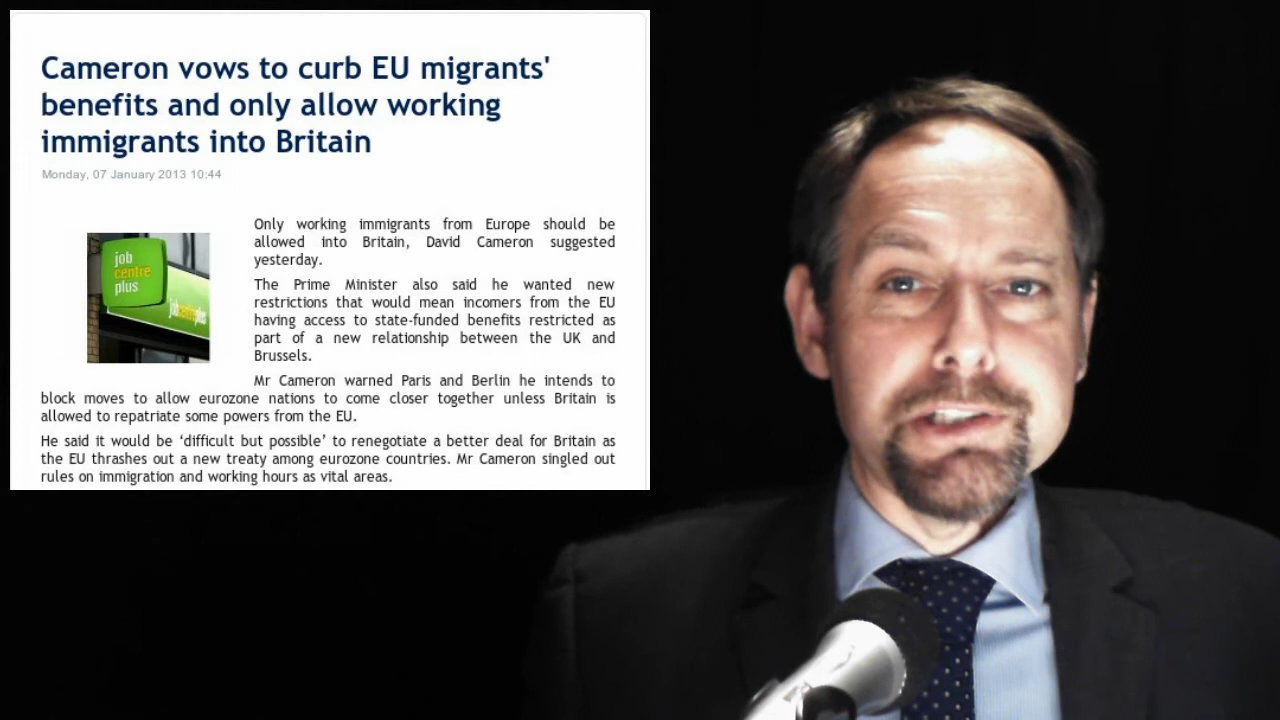 Cameron vows to curb EU migrants'
benefits and only allow working
immigrants into Britain
Monday, 07 January 2013 10:44
job
centre
plus
jobcentreplus
Only working immigrants from Europe should be
allowed into Britain, David Cameron suggested
yesterday.
The Prime Minister also said he wanted new
restrictions that would mean incomers from the EU
having access to state-funded benefits restricted as
part of a new relationship between the UK and
Brussels.
Mr Cameron warned Paris and Berlin he intends to
block moves to allow eurozone nations to come closer together unless Britain is
allowed to repatriate some powers from the EU.
He said it would be ‘difficult but possible’ to renegotiate a better deal for Britain as
the EU thrashes out a new treaty among eurozone countries. Mr Cameron singled out
rules on immigration and working hours as vital areas.